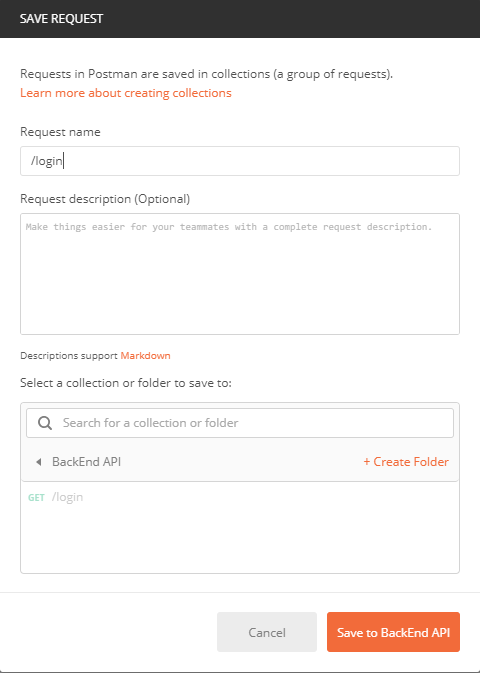 SAVE REQUEST
Requests in Postman are saved in collections (a group of requests).
Learn more about creating collections
Request name
/login
Request description (Optional)
Make things easier for your teammates with a complete request description.
Descriptions support Markdown
Select a collection or folder to save to:
Search for a collection or folder
BackEnd API + Create Folder
GET /login
Cancel Save to BackEnd API